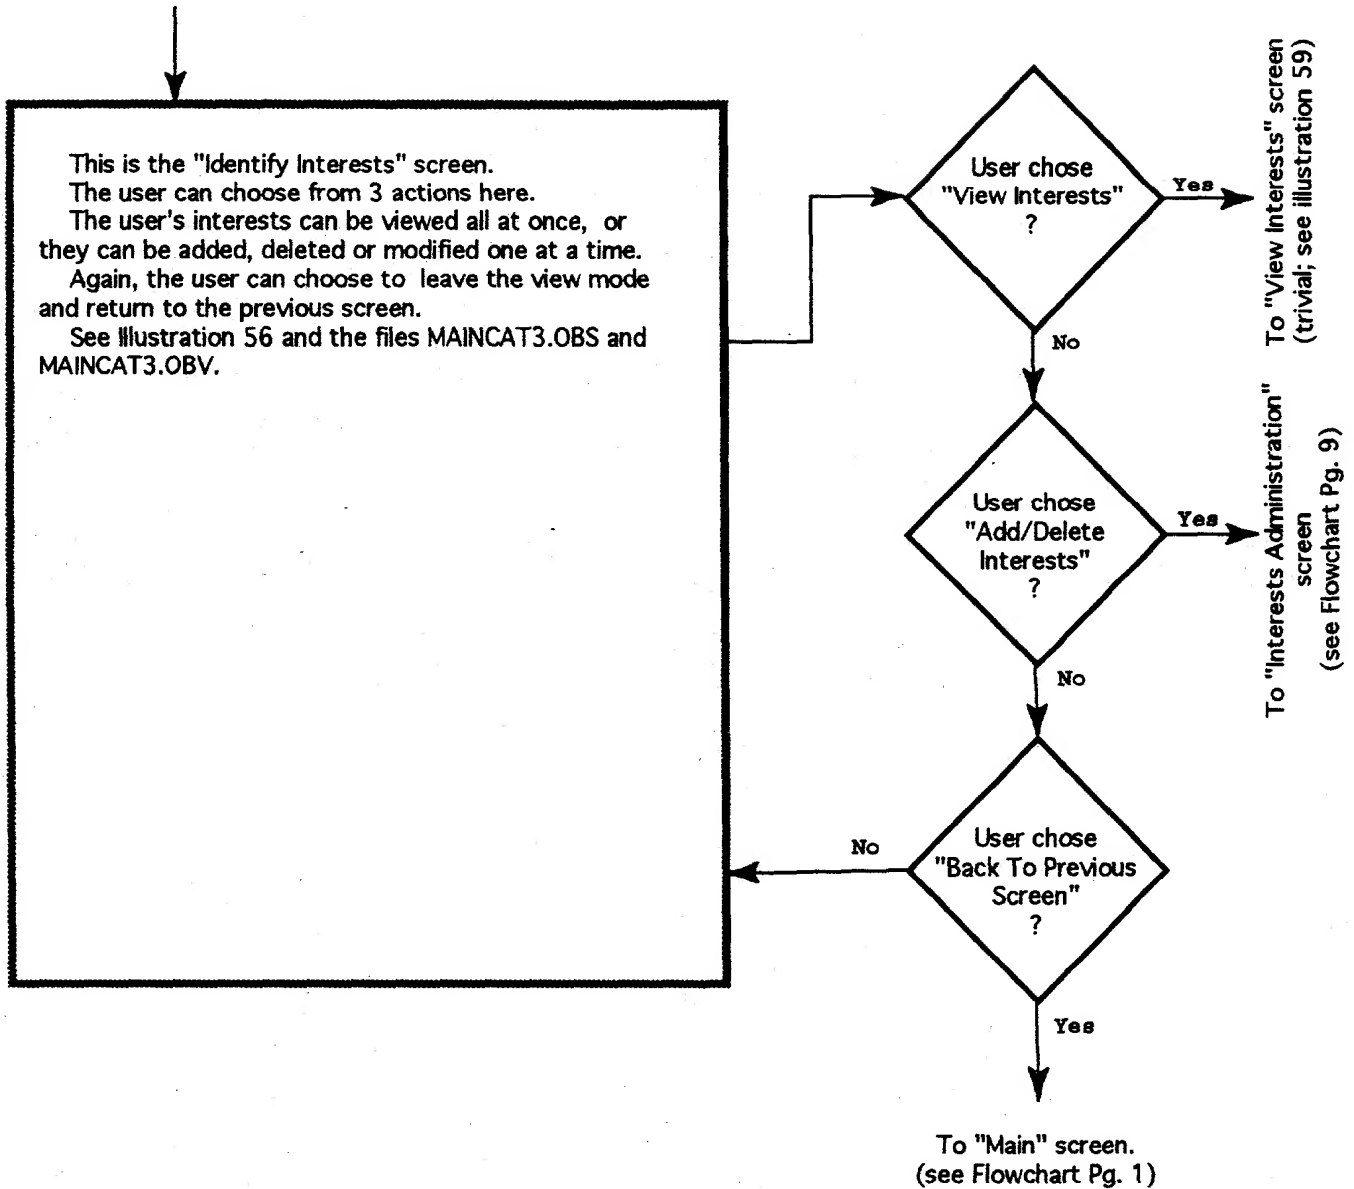 This is the "Identify Interests" screen.
The user can choose from 3 actions here.
The user's interests can be viewed all at once, or
they can be added, deleted or modified one at a time.
Again, the user can choose to leave the view mode
and return to the previous screen.
See Illustration 56 and the files MAINCAT3.OBS and
MAINCAT3.OBV.
User chose
"View Interests"
?
Yes
To "View Interests" screen
(trivial; see illustration 59)
No
User chose
"Add/Delete
Interests"
?
Yes
To "Interests Administration"
screen
(see Flowchart Pg. 9)
No
User chose
"Back To Previous
Screen"
?
No
Yes
To "Main" screen.
(see Flowchart Pg. 1)